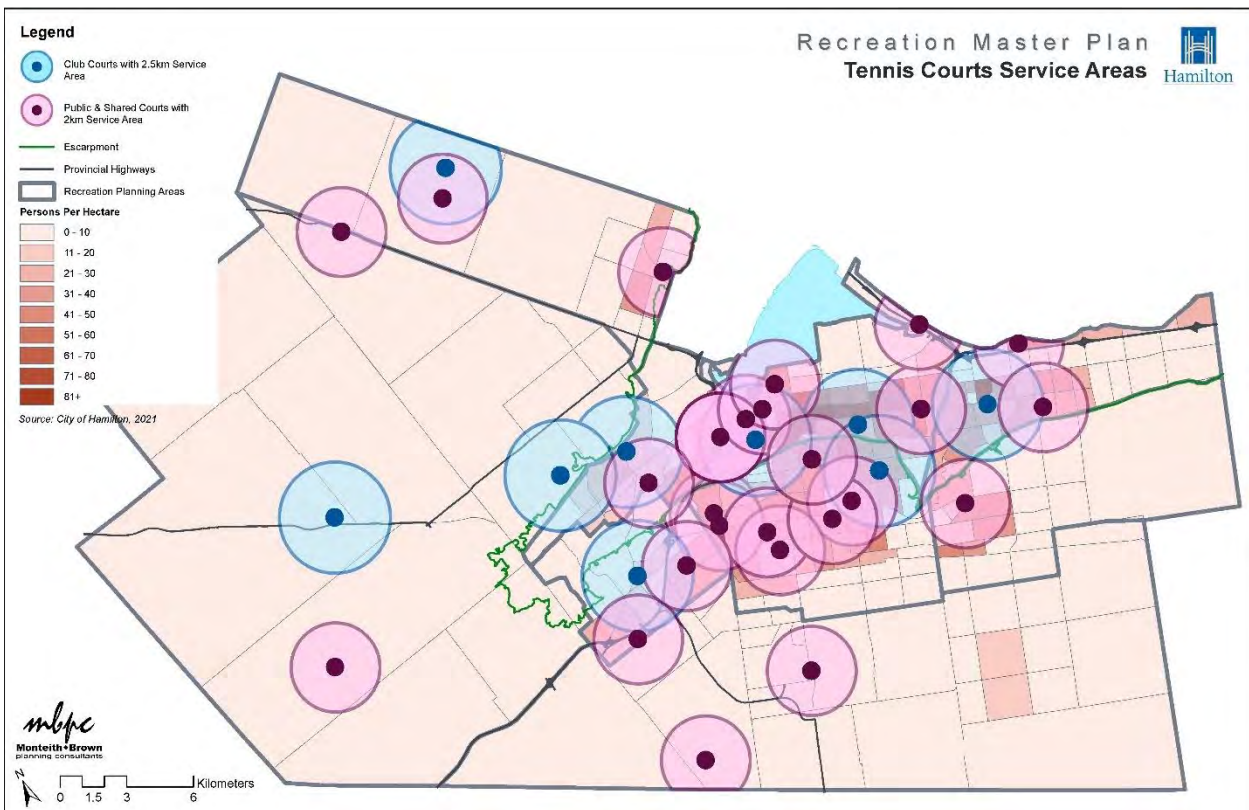 Legend
Club Courts with 2.5km Service
Area
Public & Shared Courts with
2km Service Area
Escarpment
Provincial Highways
Recreation Planning Areas
Persons Per Hectare
0 - 10
11 - 20
21 - 30
31 - 40
41 - 50
51 - 60
61 - 70
71 - 80
81+
Source: City of Hamilton, 2021
Recreation Master Plan
Tennis Courts Service Areas
Hamilton
mbpc
Monteith+Brown
planning consultants
N
Kilometers
0 1.5 3 6